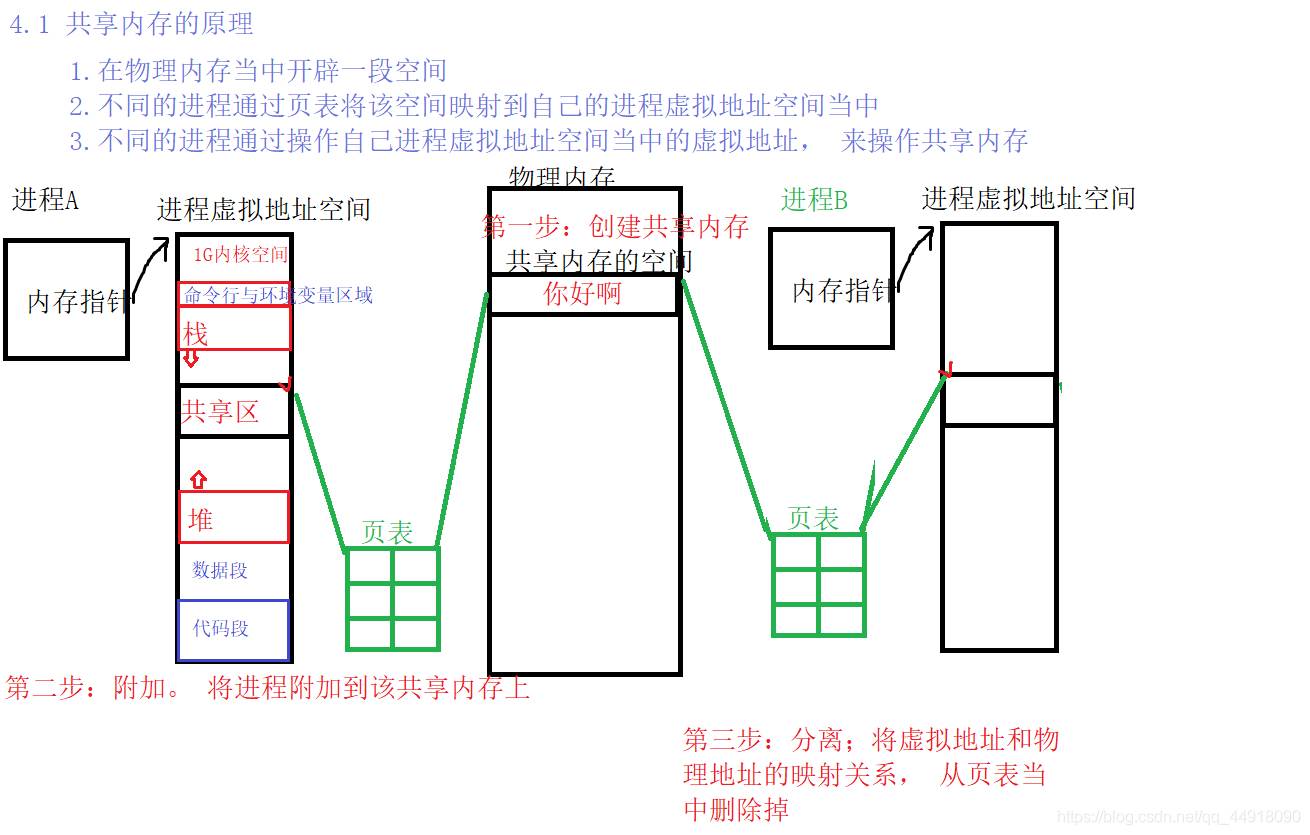 4.1 共享内存的原理
1.在物理内存当中开辟一段空间
2.不同的进程通过页表将该空间映射到自己的进程虚拟地址空间当中
3.不同的进程通过操作自己进程虚拟地址空间当中的虚拟地址， 来操作共享内存
进程A
进程虚拟地址空间
物理内存
进程B
进程虚拟地址空间
第一步：创建共享内存
1G内核空间
共享内存的空间
内存指针
命令行与环境变量区域
你好啊
内存指针
栈
共享区
堆
页表
页表
数据段
代码段
第二步：附加。 将进程附加到该共享内存上
第三步：分离；将虚拟地址和物
理地址的映射关系， 从页表当
中删除掉
https://blog.csdn.net/qq_44918090